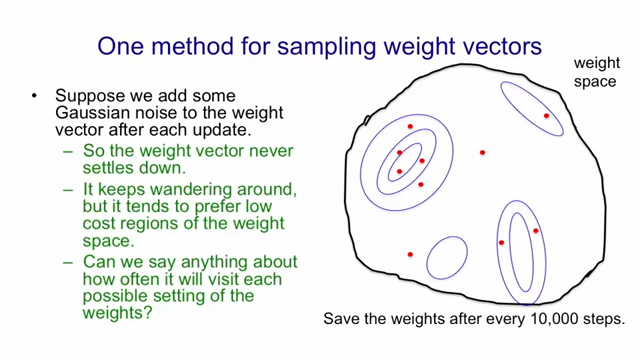 One method for sampling weight vectors
weight
space
• Suppose we add some
Gaussian noise to the weight
vector after each update.
– So the weight vector never
settles down.
– It keeps wandering around,
but it tends to prefer low
cost regions of the weight
space.
– Can we say anything about
how often it will visit each
possible setting of the
weights?
Save the weights after every 10,000 steps.